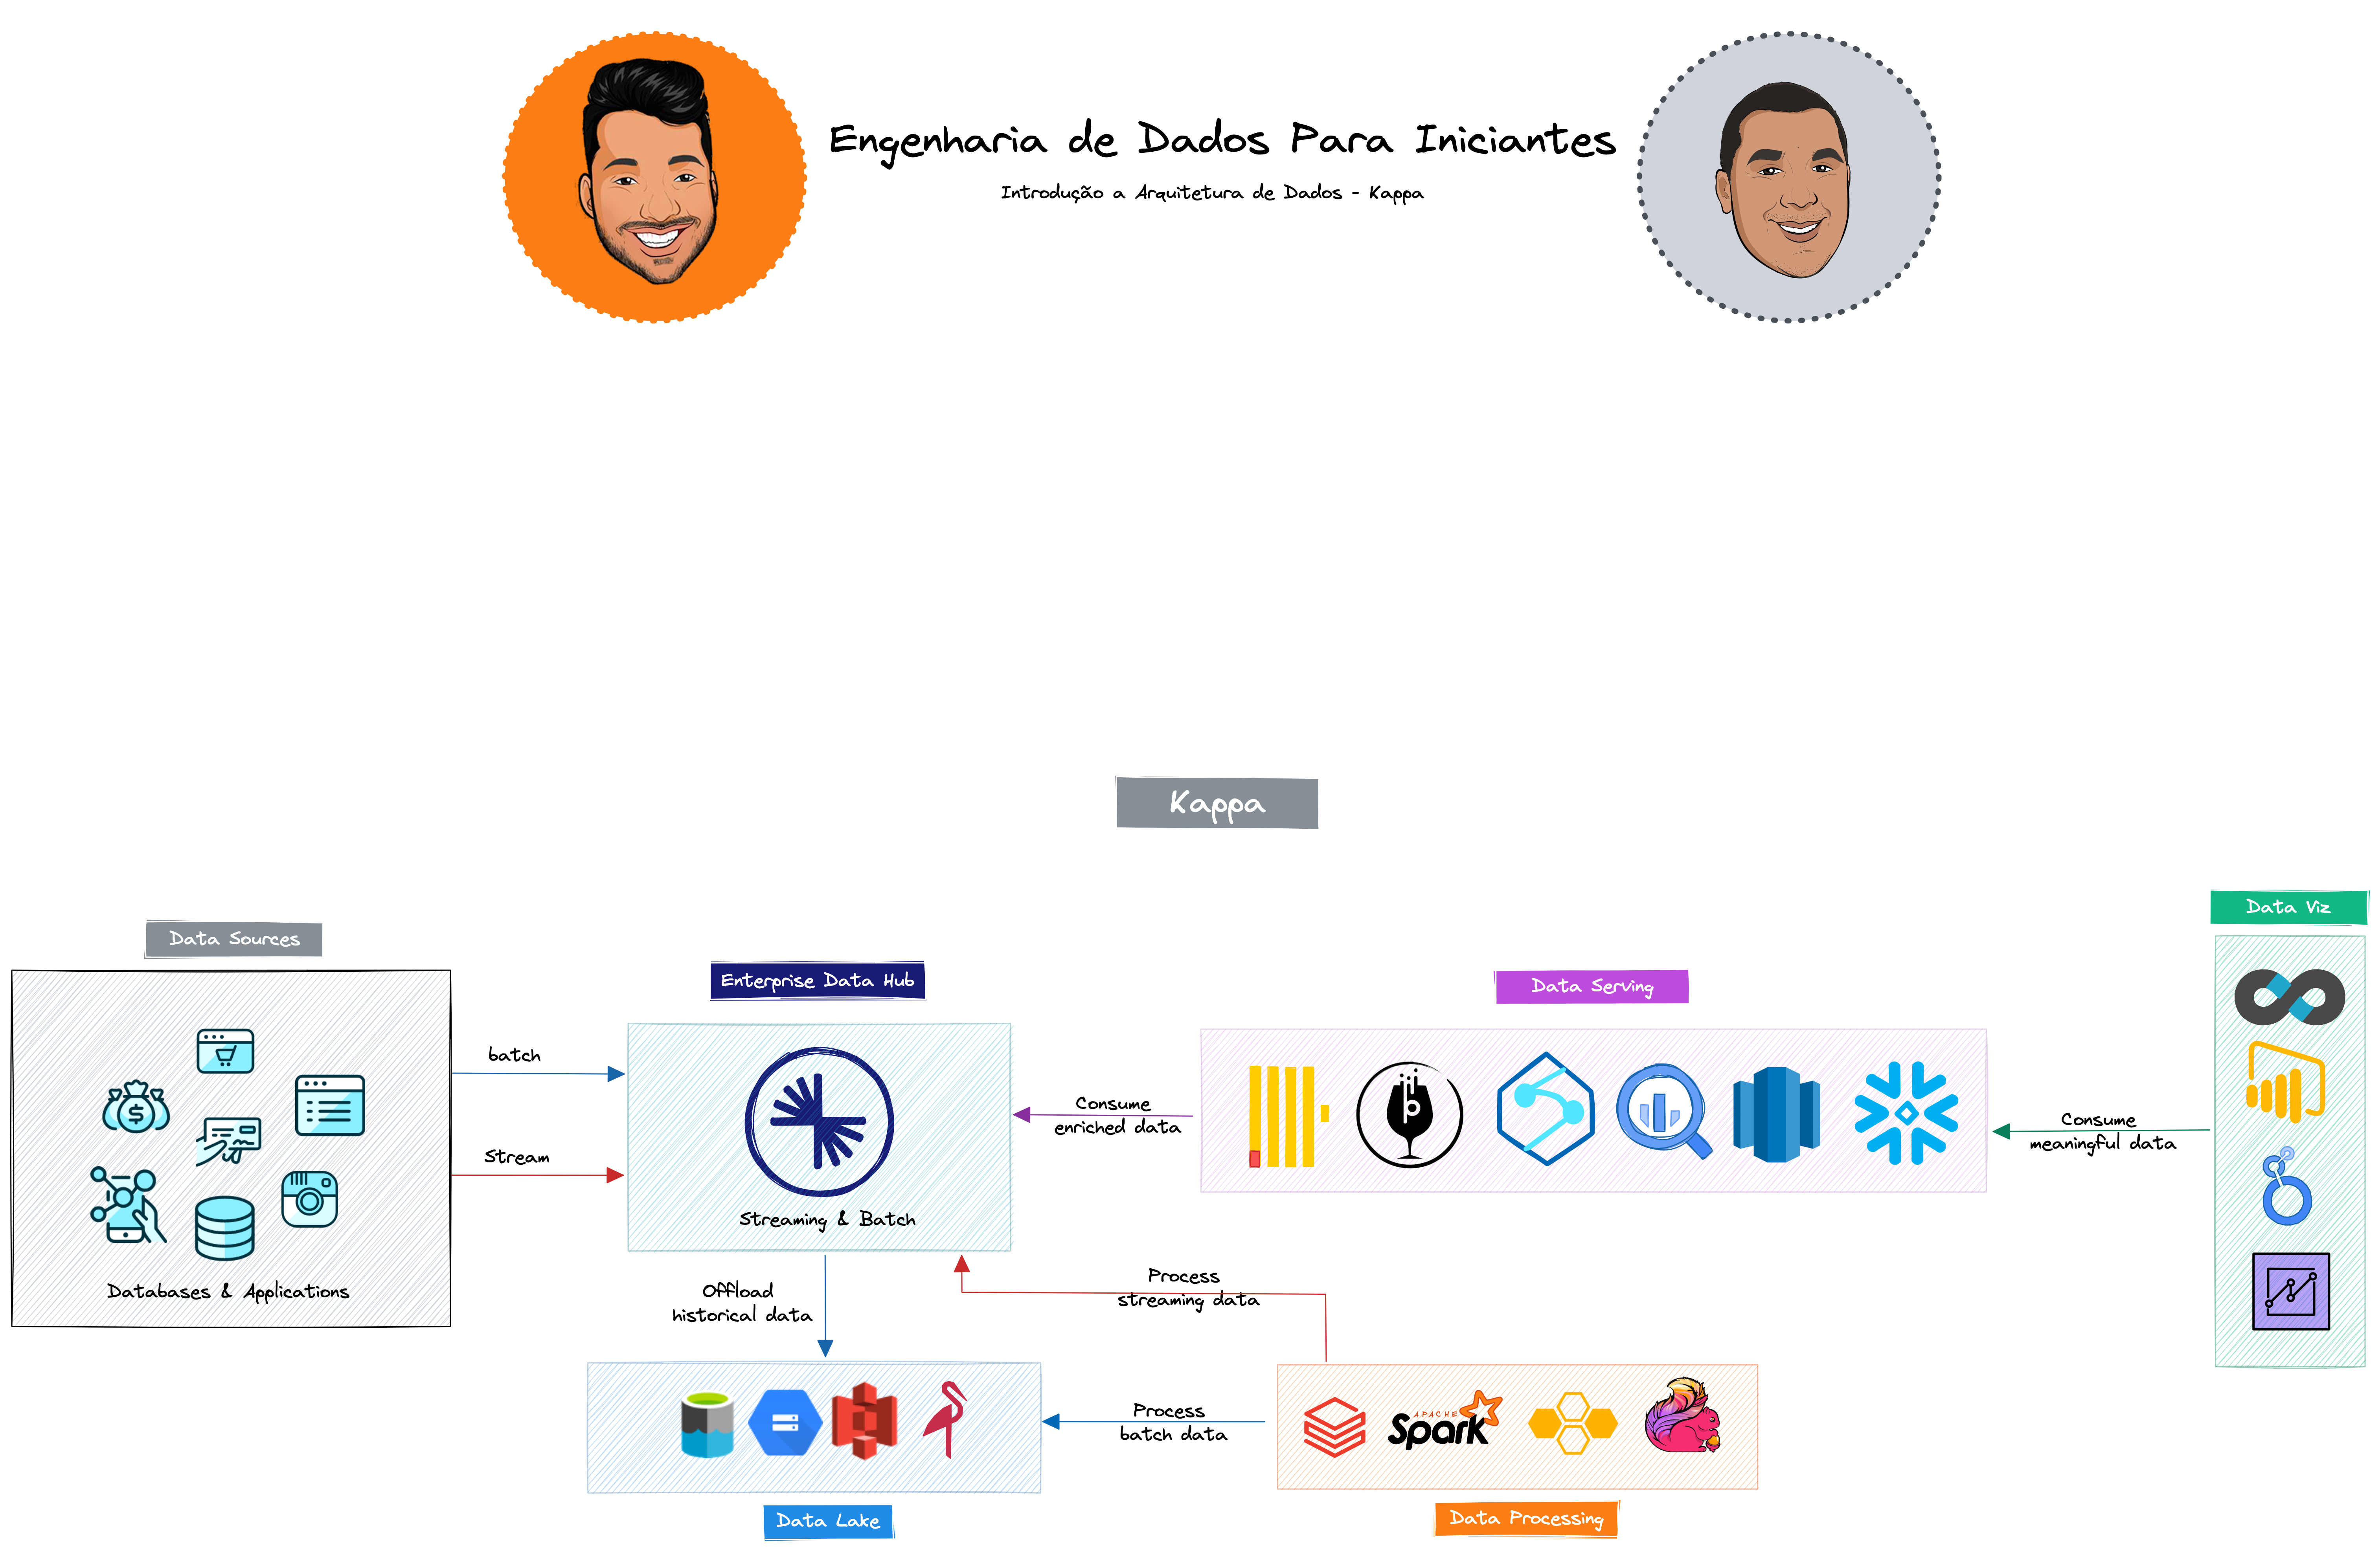 Engenharia de Dados Para Iniciantes
Introdução a Arquitetura de Dados - Kappa
Kappa
Data Sources
Databases & Applications
batch
Stream
Enterprise Data Hub
Streaming & Batch
Offload
historical data
Data Lake
Consume
enriched data
Process
streaming data
Process
batch data
Data Serving
b
APACHE
Spark
Data Processing
Consume
meaningful data
Data Viz